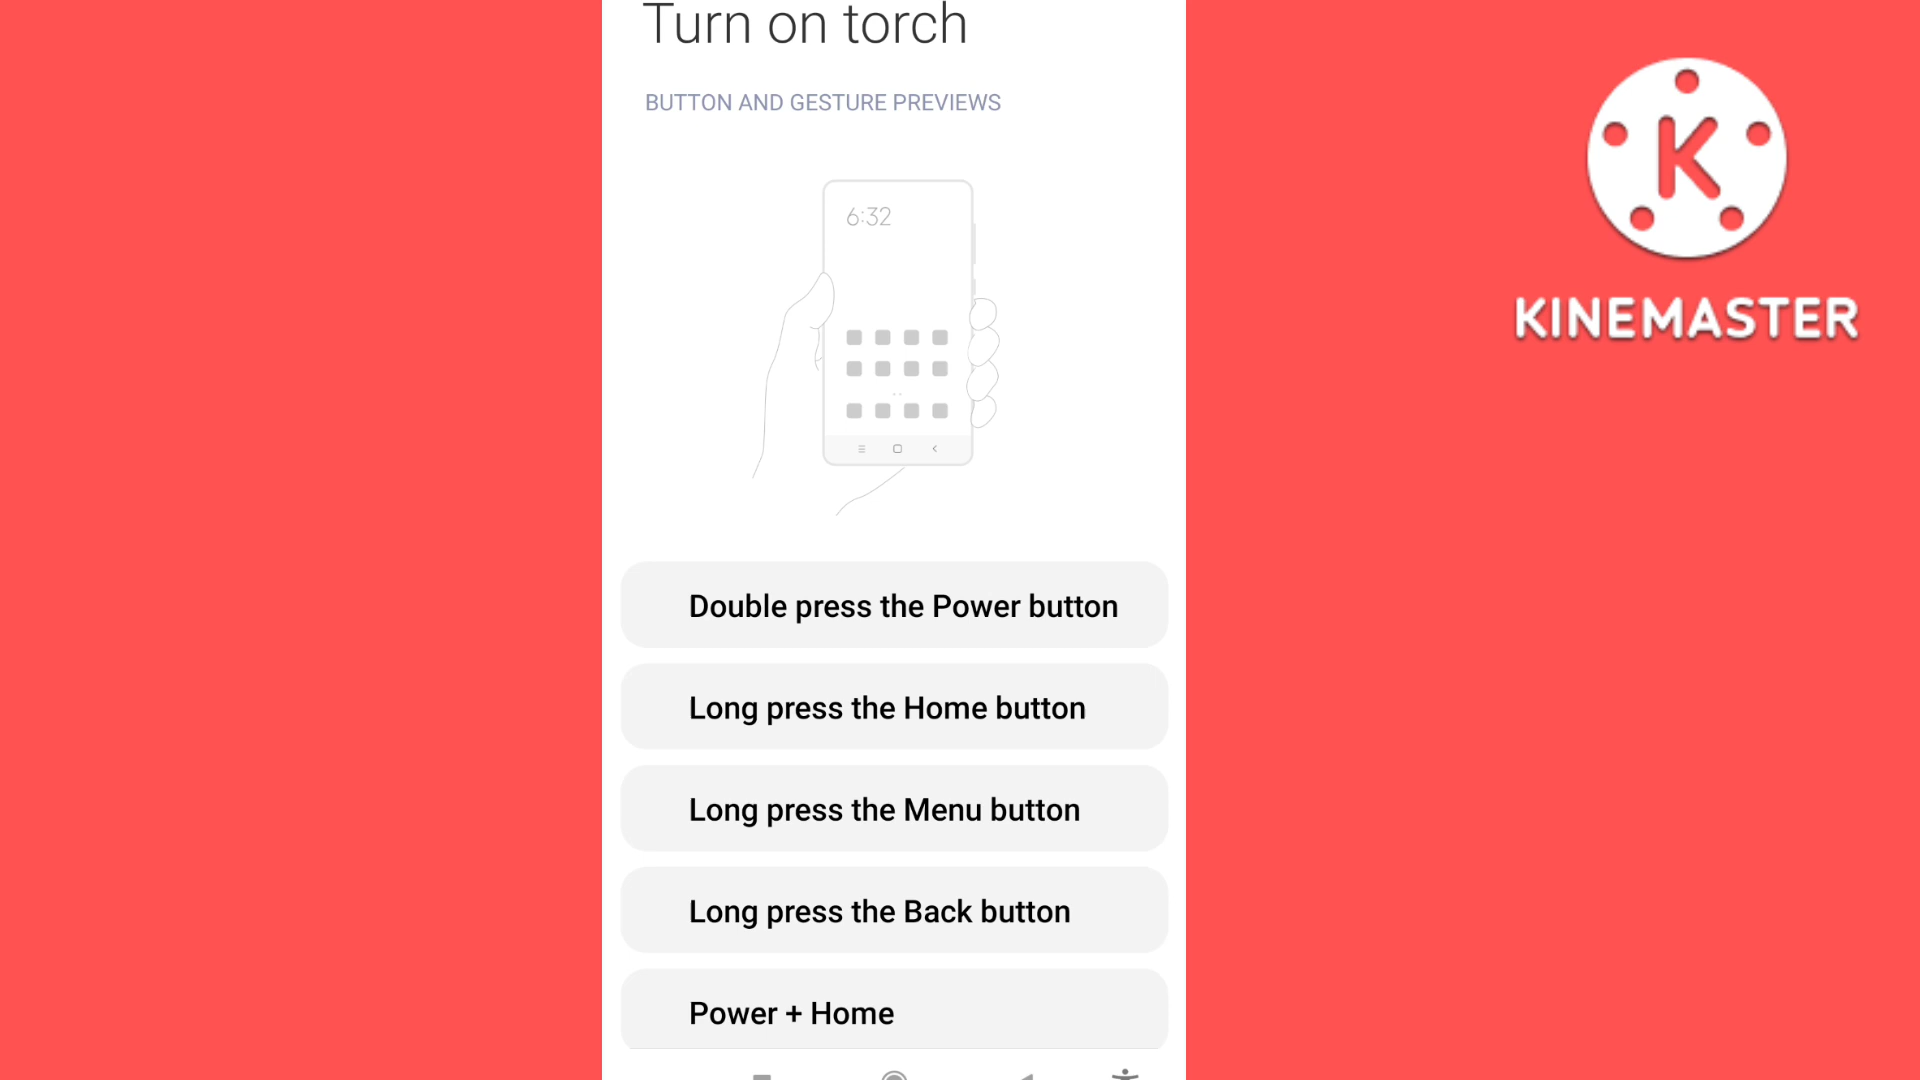 Turn on torch
BUTTON AND GESTURE PREVIEWS
6:32
Double press the Power button
Long press the Home button
Long press the Menu button
Long press the Back button
Power + Home
K
KINEMASTER